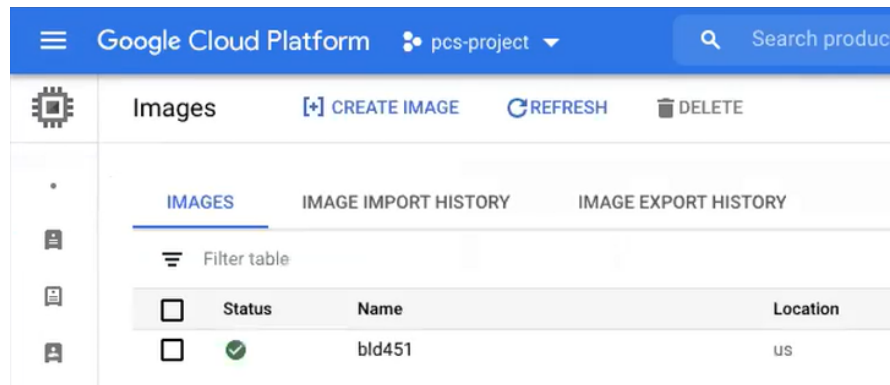 Google Cloud Platform pcs-project Search produc
Images [+] CREATE IMAGE REFRESH DELETE
IMAGES IMAGE IMPORT HISTORY IMAGE EXPORT HISTORY
Filter table
Status Name Location
bld451 us